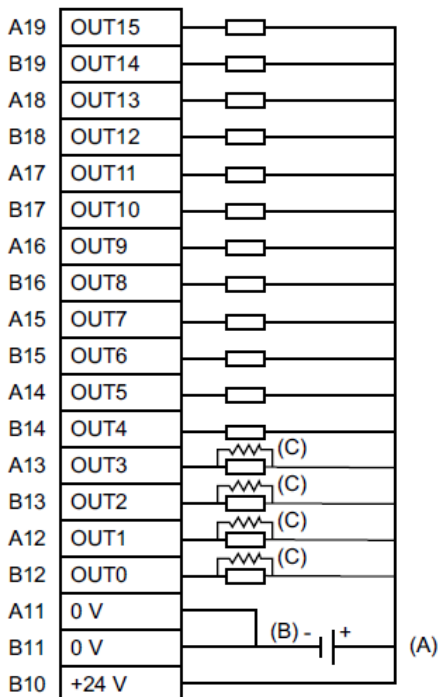 A19 OUT15
B19 OUT14
A18 OUT13
B18 OUT12
A17 OUT11
B17 OUT10
A16 OUT9
B16 OUT8
A15 OUT7
B15 OUT6
A14 OUT5
B14 OUT4
(C)
A13 OUT3
(C)
B13 OUT2
(C)
A12 OUT1
(C)
B12 OUT0
A11 0 V
B11 0 V (B) - + (A)
B10 +24 V